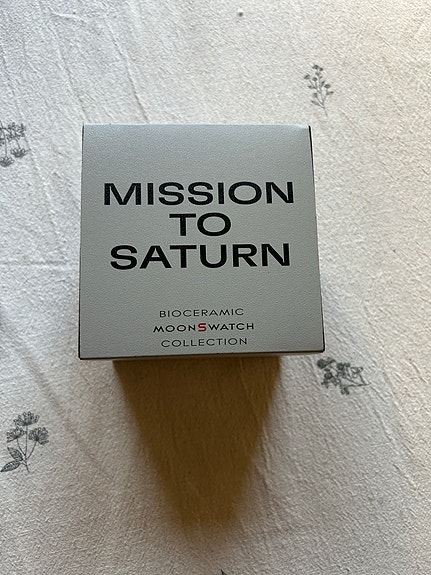 MISSION
TO
SATURN
BIOCERAMIC
MOONSWATCH
COLLECTION